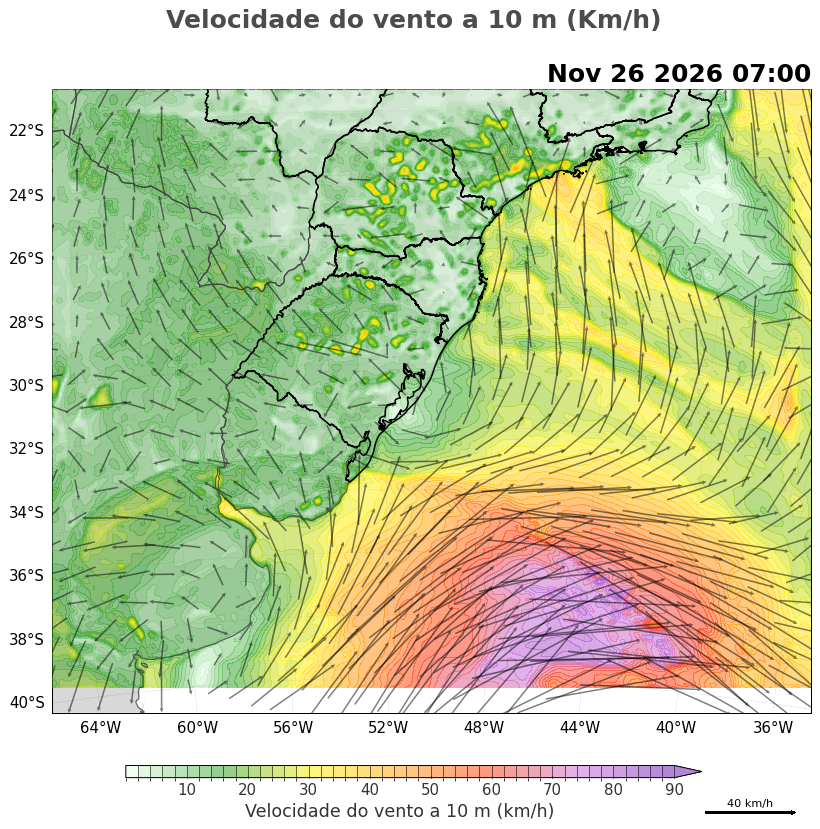 Velocidade do vento a 10 m (Km/h)
Nov 26 2026 07:00
22°S
24°S
26°S
28°S
30°S
32°S
34°S
36°S
38°S
40°S
64°W 60°W 56°W 52°W 48°W 44°W 40°W 36°W
10 20 30 40 50 60 70 80 90
Velocidade do vento a 10 m (km/h)
40 km/h